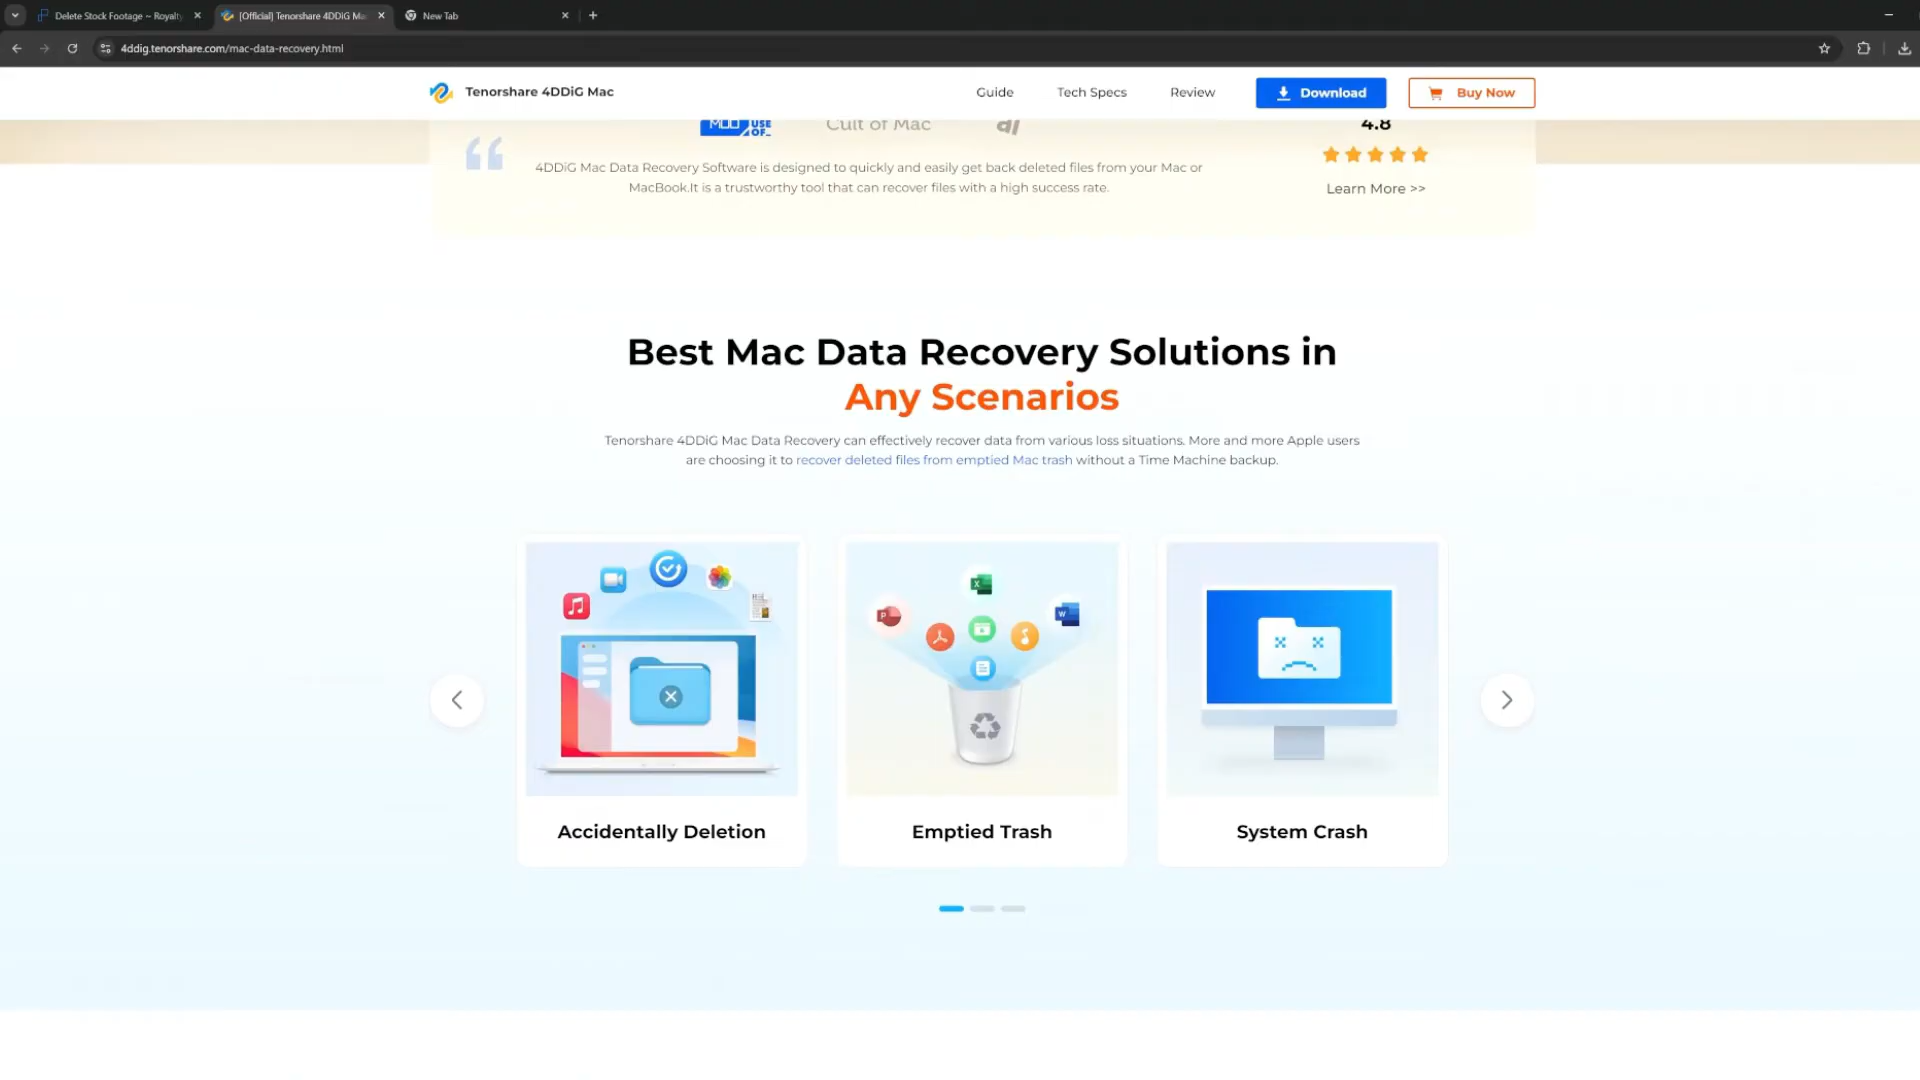 Delete Stock Footage ~ Royalty
[Official] Tenorshare 4DDiG Ma
New Tab
4ddig.tenorshare.com/mac-data-recovery.html
Tenorshare 4DDiG Mac
Guide
Tech Specs
Review
Download
Buy Now
MUO
USE
OF_
Cult of Mac
4.8
4DDiG Mac Data Recovery Software is designed to quickly and easily get back deleted files from your Mac or
MacBook.It is a trustworthy tool that can recover files with a high success rate.
Learn More >>
Best Mac Data Recovery Solutions in
Any Scenarios
Tenorshare 4DDiG Mac Data Recovery can effectively recover data from various loss situations. More and more Apple users
are choosing it to recover deleted files from emptied Mac trash without a Time Machine backup.
Accidentally Deletion
Emptied Trash
System Crash